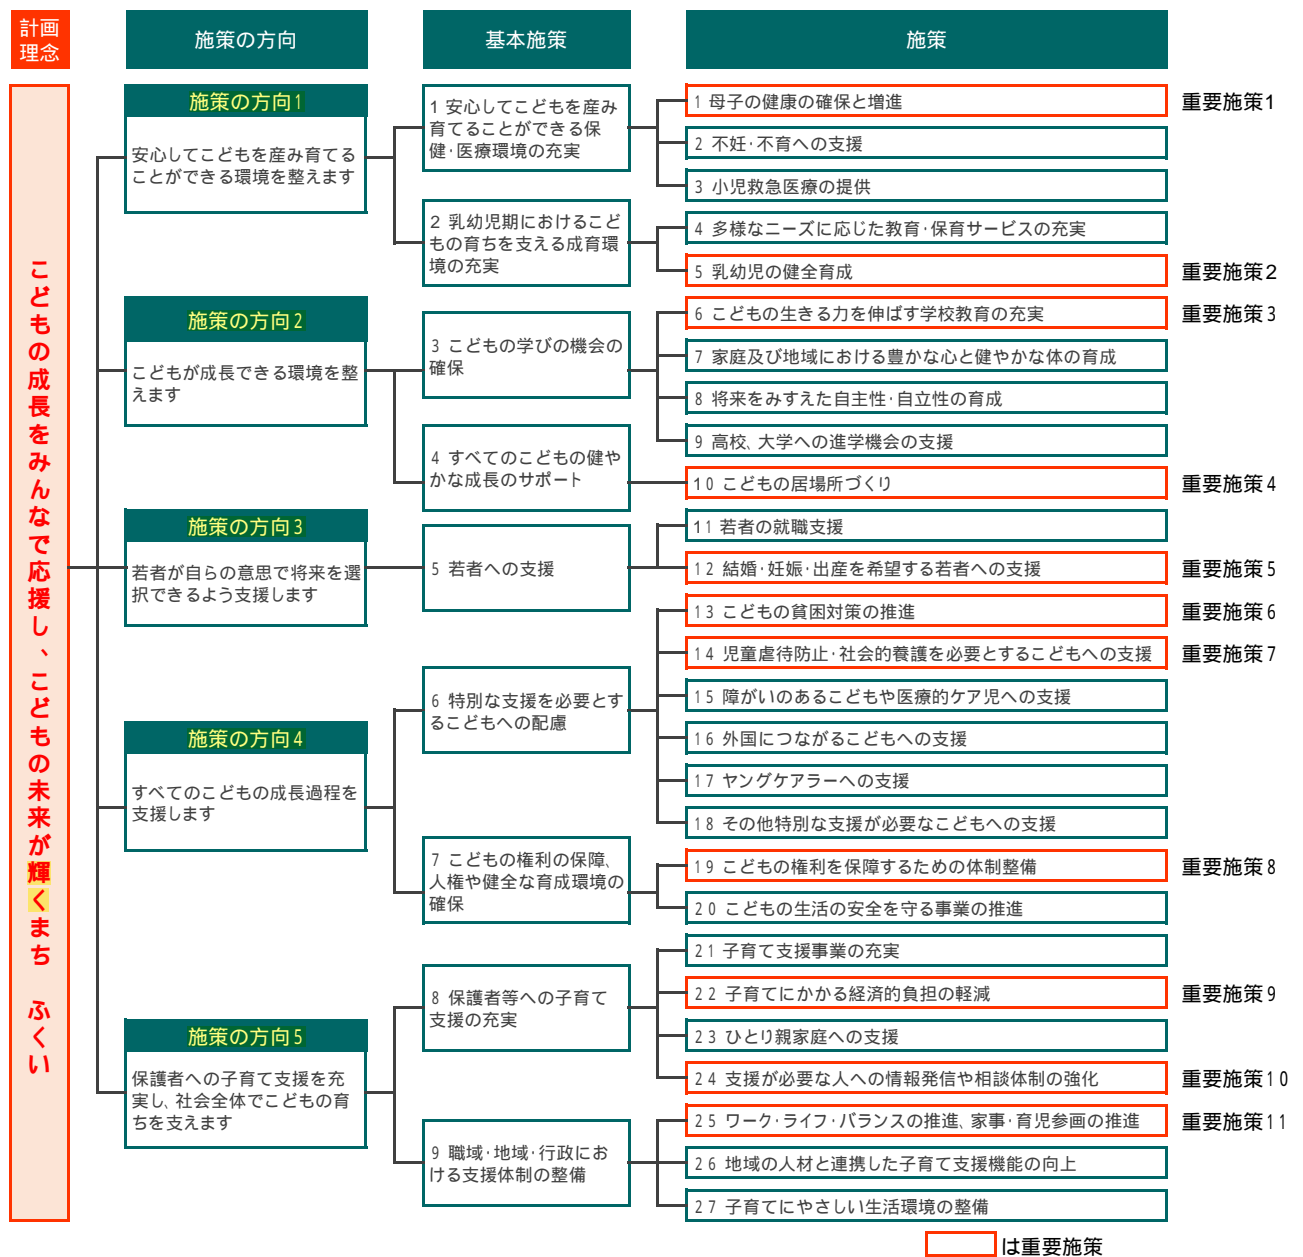 計画
理念
施策の方向
基本施策
施策
こどもの成長をみんなで応援し、こどもの未来が輝くまち　ふくい
施策の方向1
安心してこどもを産み育てる
ことができる環境を整えます
1 安心してこどもを産み
育てることができる保
健・医療環境の充実
1 母子の健康の確保と増進
重要施策1
2 不妊・不育への支援
3 小児救急医療の提供
2 乳幼児期におけるこど
もの育ちを支える成育環
境の充実
4 多様なニーズに応じた教育・保育サービスの充実
5 乳幼児の健全育成
重要施策2
施策の方向2
こどもが成長できる環境を整
えます
3 こどもの学びの機会の
確保
6 こどもの生きる力を伸ばす学校教育の充実
重要施策3
7 家庭及び地域における豊かな心と健やかな体の育成
8 将来をみすえた自主性・自立性の育成
9 高校、大学への進学機会の支援
4 すべてのこどもの健や
かな成長のサポート
10 こどもの居場所づくり
重要施策4
施策の方向3
若者が自らの意思で将来を選
択できるよう支援します
5 若者への支援
11 若者の就職支援
12 結婚・妊娠・出産を希望する若者への支援
重要施策5
施策の方向4
すべてのこどもの成長過程を
支援します
6 特別な支援を必要とす
るこどもへの配慮
13 こどもの貧困対策の推進
重要施策6
14 児童虐待防止・社会的養護を必要とするこどもへの支援
重要施策7
15 障がいのあるこどもや医療的ケア児への支援
16 外国につながるこどもへの支援
17 ヤングケアラーへの支援
18 その他特別な支援が必要なこどもへの支援
7 こどもの権利の保障、
人権や健全な育成環境の
確保
19 こどもの権利を保障するための体制整備
重要施策8
20 こどもの生活の安全を守る事業の推進
施策の方向5
保護者への子育て支援を充
実し、社会全体でこどもの育
ちを支えます
8 保護者等への子育て
支援の充実
21 子育て支援事業の充実
22 子育てにかかる経済的負担の軽減
重要施策9
23 ひとり親家庭への支援
24 支援が必要な人への情報発信や相談体制の強化
重要施策10
9 職域・地域・行政にお
ける支援体制の整備
25 ワーク・ライフ・バランスの推進、家事・育児参画の推進
重要施策11
26 地域の人材と連携した子育て支援機能の向上
27 子育てにやさしい生活環境の整備
は重要施策